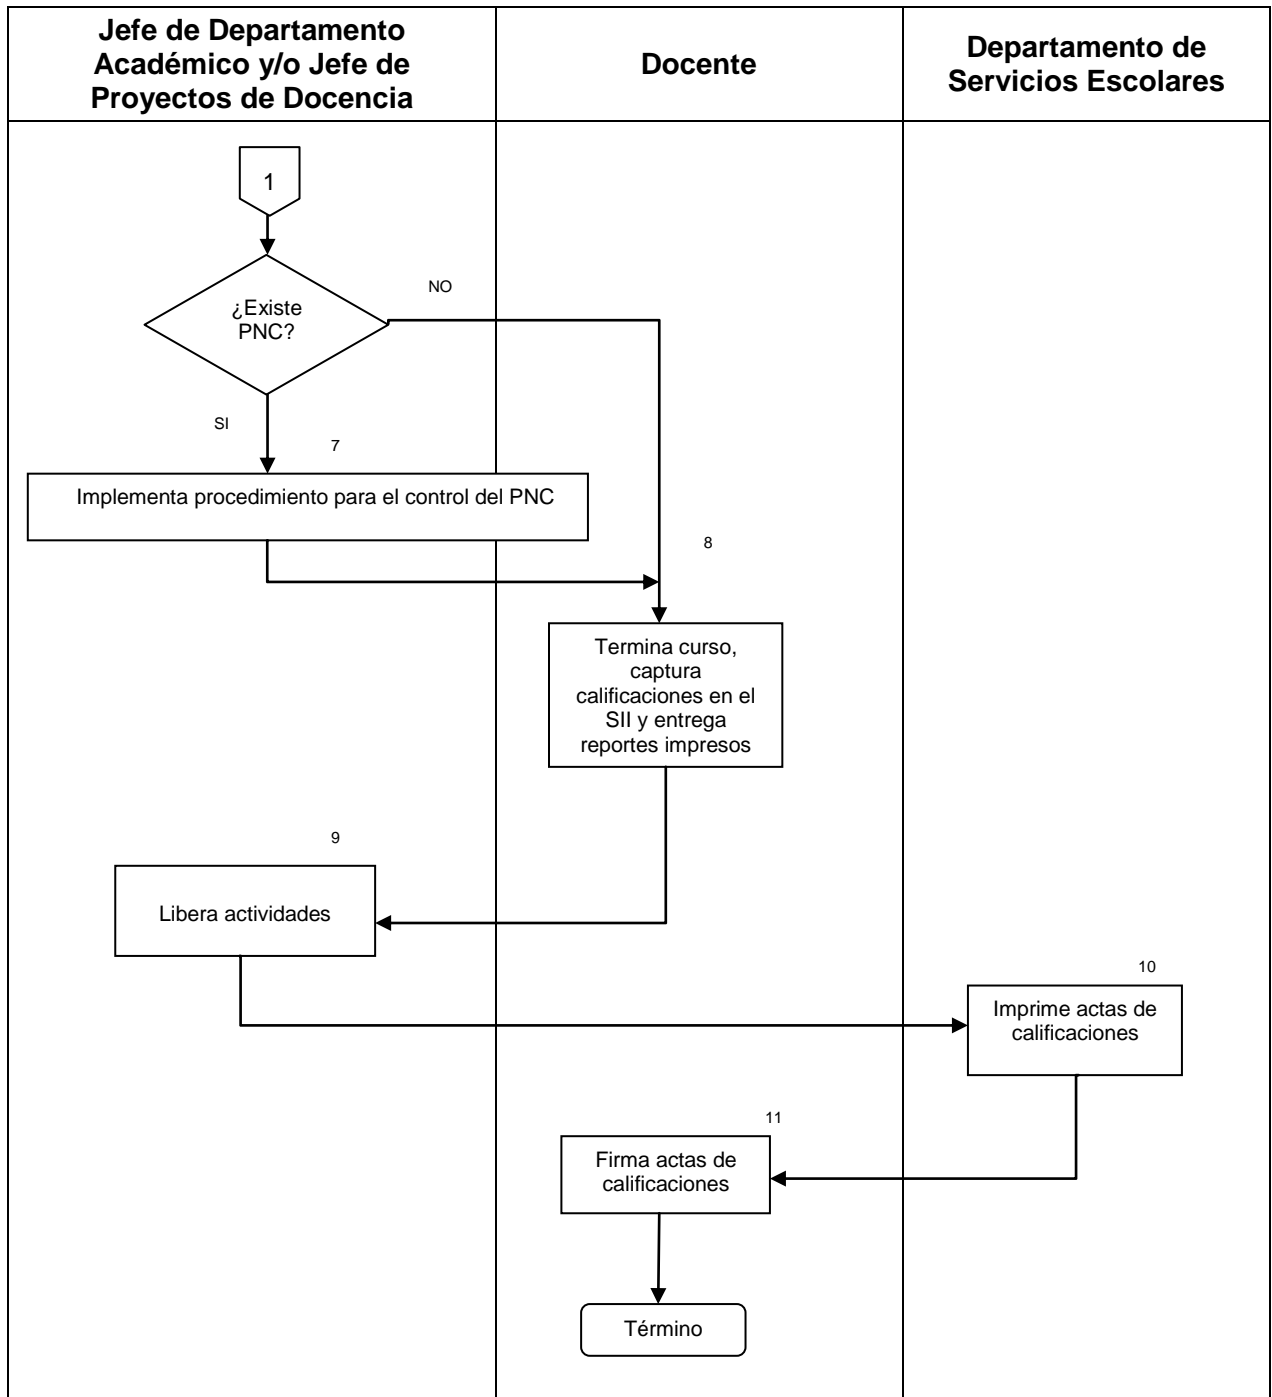 Jefe de Departamento
Académico y/o Jefe de
Proyectos de Docencia
Docente
Departamento de
Servicios Escolares
1
¿Existe
PNC?
NO
SI
7
Implementa procedimiento para el control del PNC
8
Termina curso,
captura
calificaciones en el
SII y entrega
reportes impresos
9
Libera actividades
10
Imprime actas de
calificaciones
11
Firma actas de
calificaciones
Término